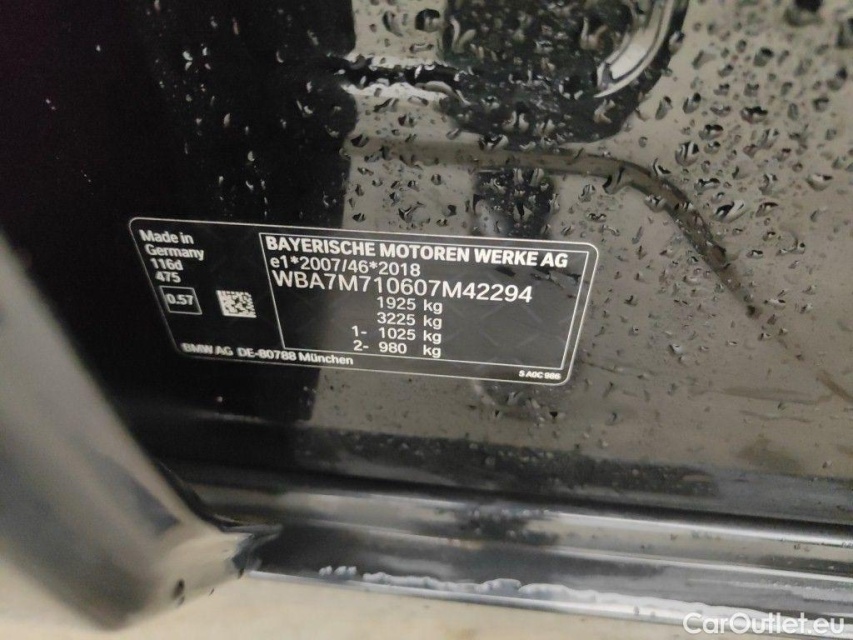 Made in
Germany
116d
475
0.57
BAYERISCHE MOTOREN WERKE AG
e1*2007/46*2018
WBA7M710607M42294
1925 kg
3225 kg
1- 1025 kg
2- 980 kg
BMW AG DE-80788 München
5 A0C 986
CarOutlet.eu